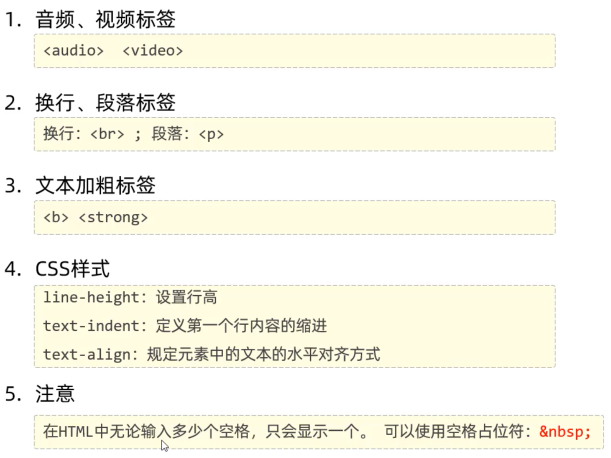 1. 音频、视频标签
<audio>  <video>
2. 换行、段落标签
换行: <br> ; 段落: <p>
3. 文本加粗标签
<b> <strong>
4. CSS样式
line-height: 设置行高
text-indent: 定义第一个行内容的缩进
text-align: 规定元素中的文本的水平对齐方式
5. 注意
在HTML中无论输入多少个空格，只会显示一个。 可以使用空格占位符: &nbsp;